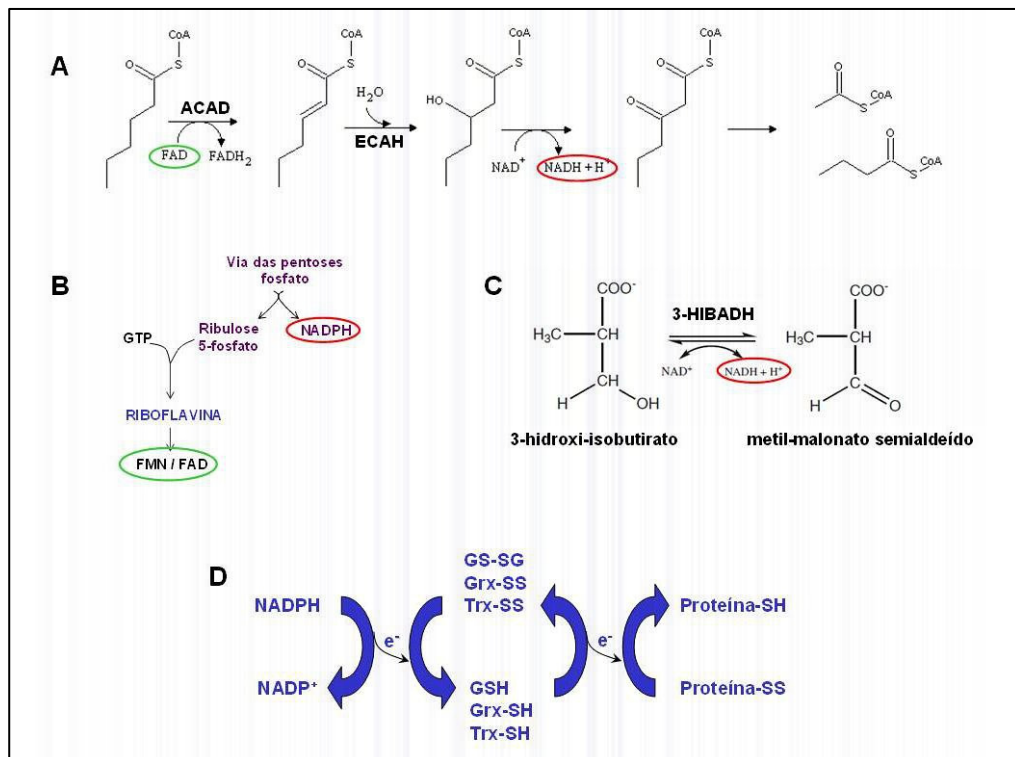 A
CoA
S
O
ACAD
FAD
FADH2
CoA
S
O
H2O
ECAH
CoA
S
O
HO
NAD+
NADH + H+
CoA
S
O
O
O
S
CoA
O
S
CoA
B
Via das pentoses
fosfato
GTP
Ribulose
5-fosfato
NADPH
RIBOFLAVINA
FMN / FAD
C
COO-
H3C
CH
CH
H
OH
3-hidroxi-isobutirato
3-HIBADH
NAD+
NADH + H+
COO-
H3C
CH
C
H
O
metil-malonato semialdeído
D
NADPH
NADP+
e-
GS-SG
Grx-SS
Trx-SS
GSH
Grx-SH
Trx-SH
e-
Proteína-SH
Proteína-SS